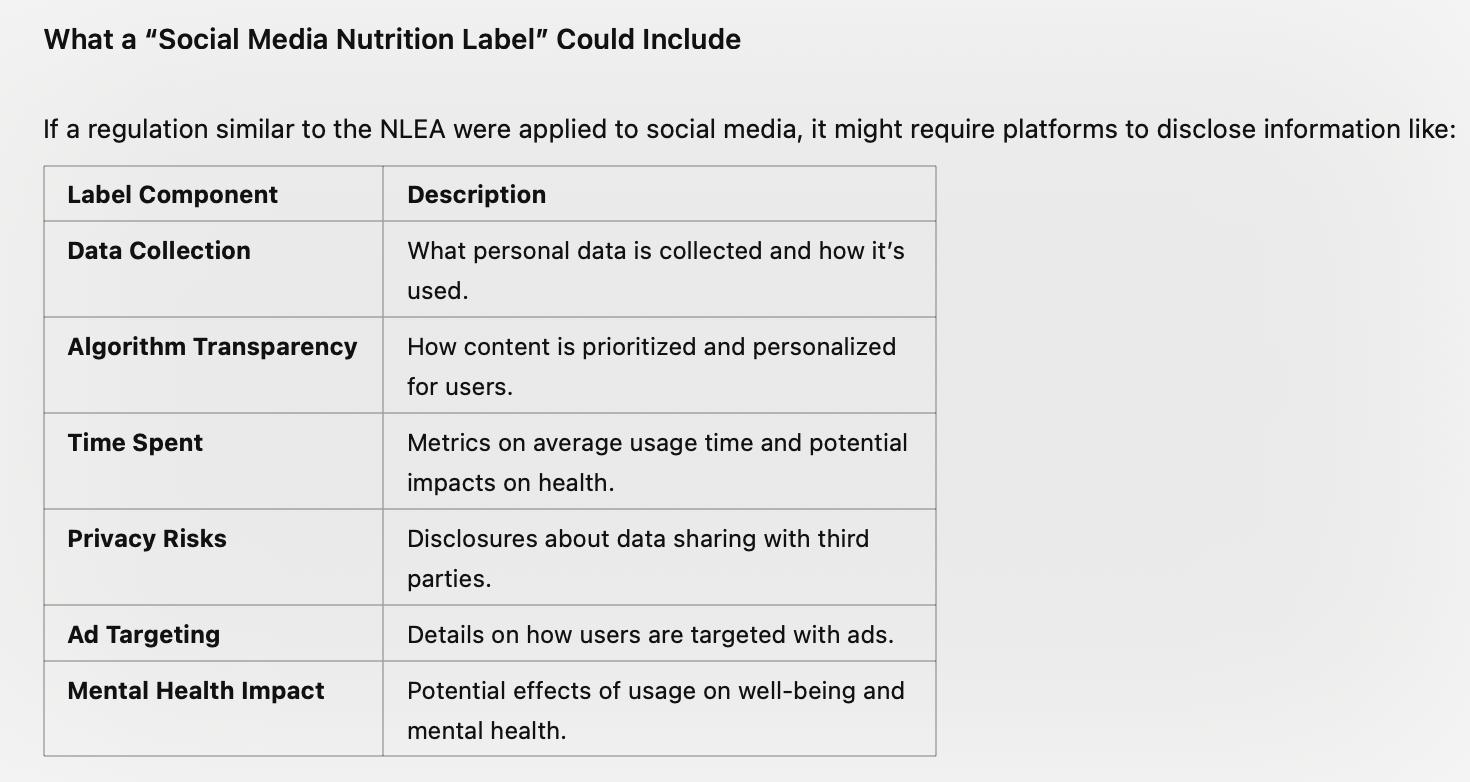 What a “Social Media Nutrition Label” Could Include
If a regulation similar to the NLEA were applied to social media, it might require platforms to disclose information like:
Label Component
Description
Data Collection
What personal data is collected and how it’s
used.
Algorithm Transparency
How content is prioritized and personalized
for users.
Time Spent
Metrics on average usage time and potential
impacts on health.
Privacy Risks
Disclosures about data sharing with third
parties.
Ad Targeting
Details on how users are targeted with ads.
Mental Health Impact
Potential effects of usage on well-being and
mental health.